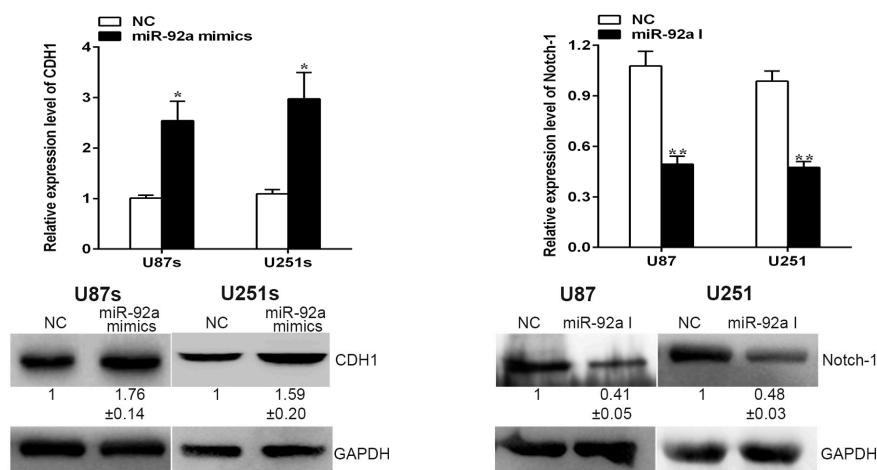 NC
miR-92a mimics
Relative expression level of CDH1
4
3
2
1
0
*
*
U87s
U251s
NC
miR-92a I
Relative expression level of Notch-1
1.2
0.9
0.6
0.3
0.0
**
**
U87
U251
U87s
U251s
NC
miR-92a
mimics
NC
miR-92a
mimics
CDH1
1
1.76
±0.14
1
1.59
±0.20
GAPDH
U87
U251
NC
miR-92a I
NC
miR-92a I
Notch-1
1
0.41
±0.05
1
0.48
±0.03
GAPDH